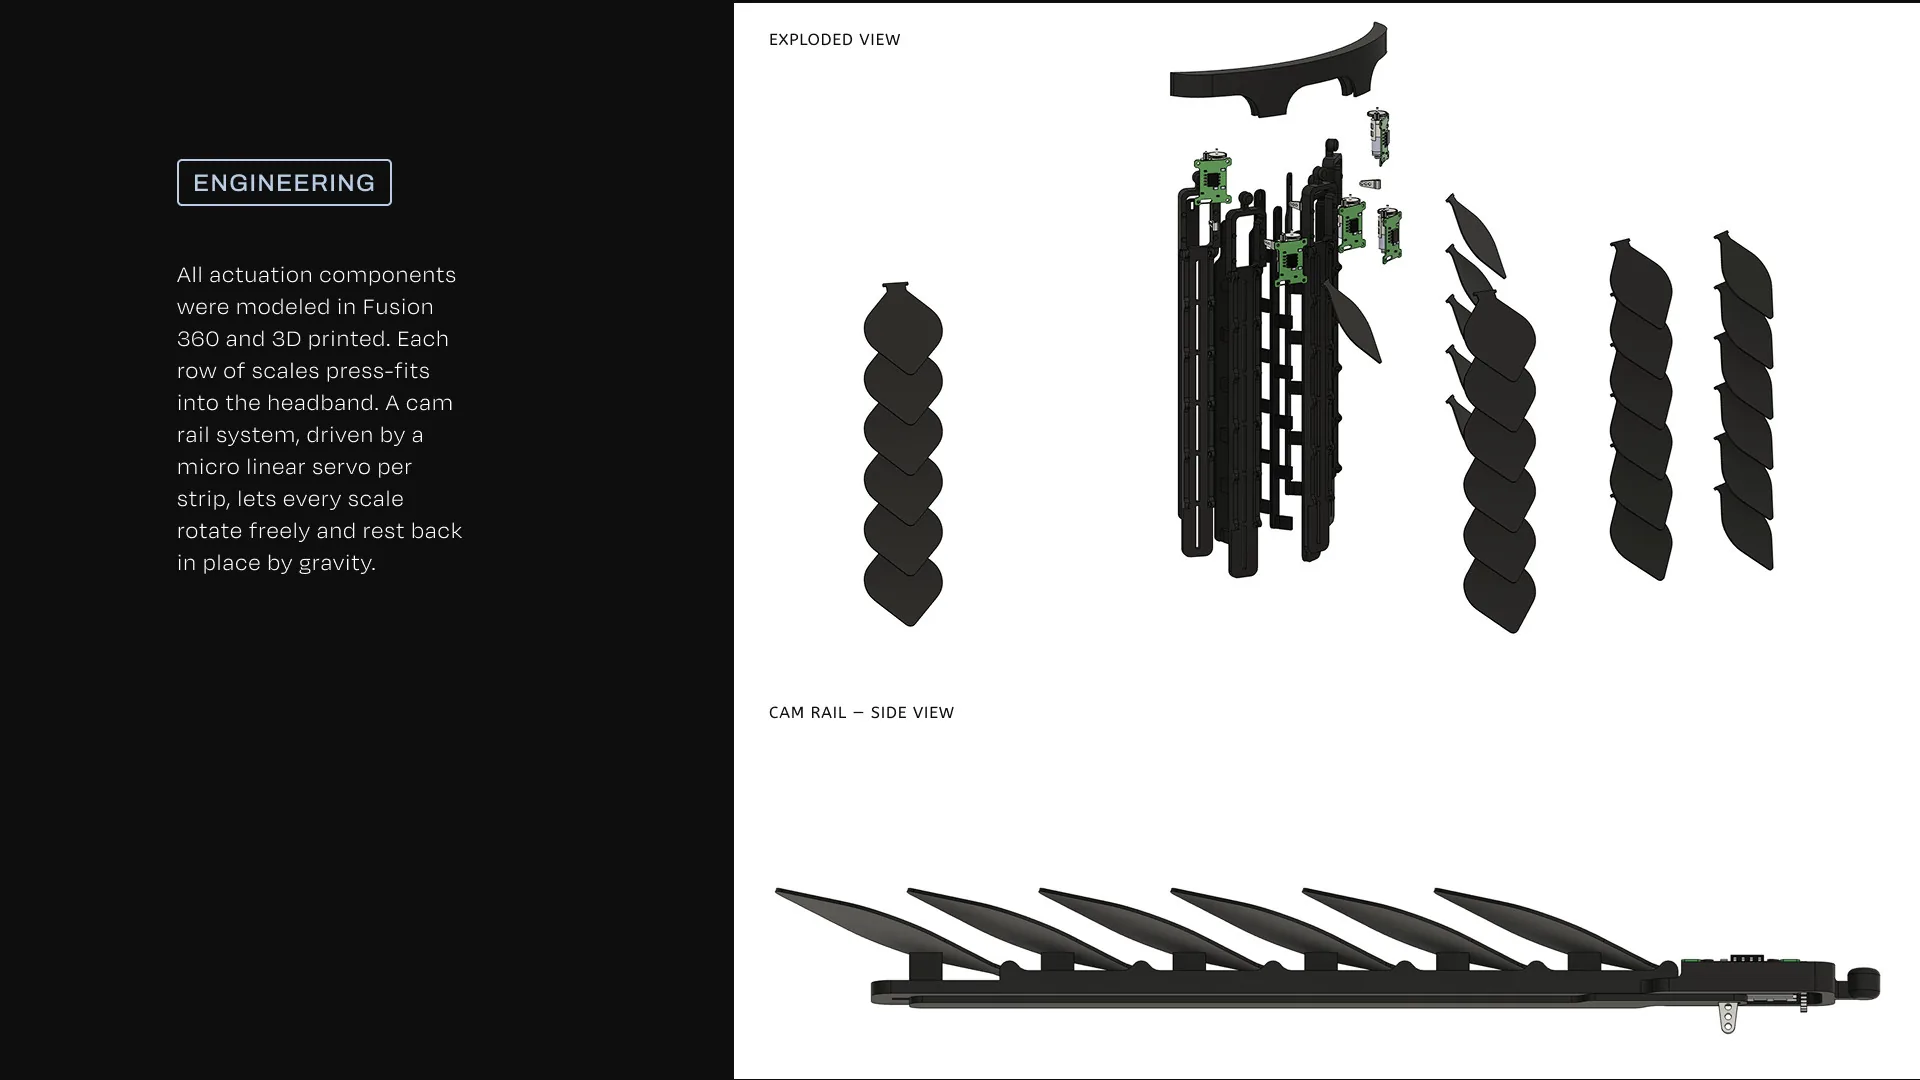 ENGINEERING
All actuation components
were modeled in Fusion
360 and 3D printed. Each
row of scales press-fits
into the headband. A cam
rail system, driven by a
micro linear servo per
strip, lets every scale
rotate freely and rest back
in place by gravity.
EXPLODED VIEW
CAM RAIL – SIDE VIEW